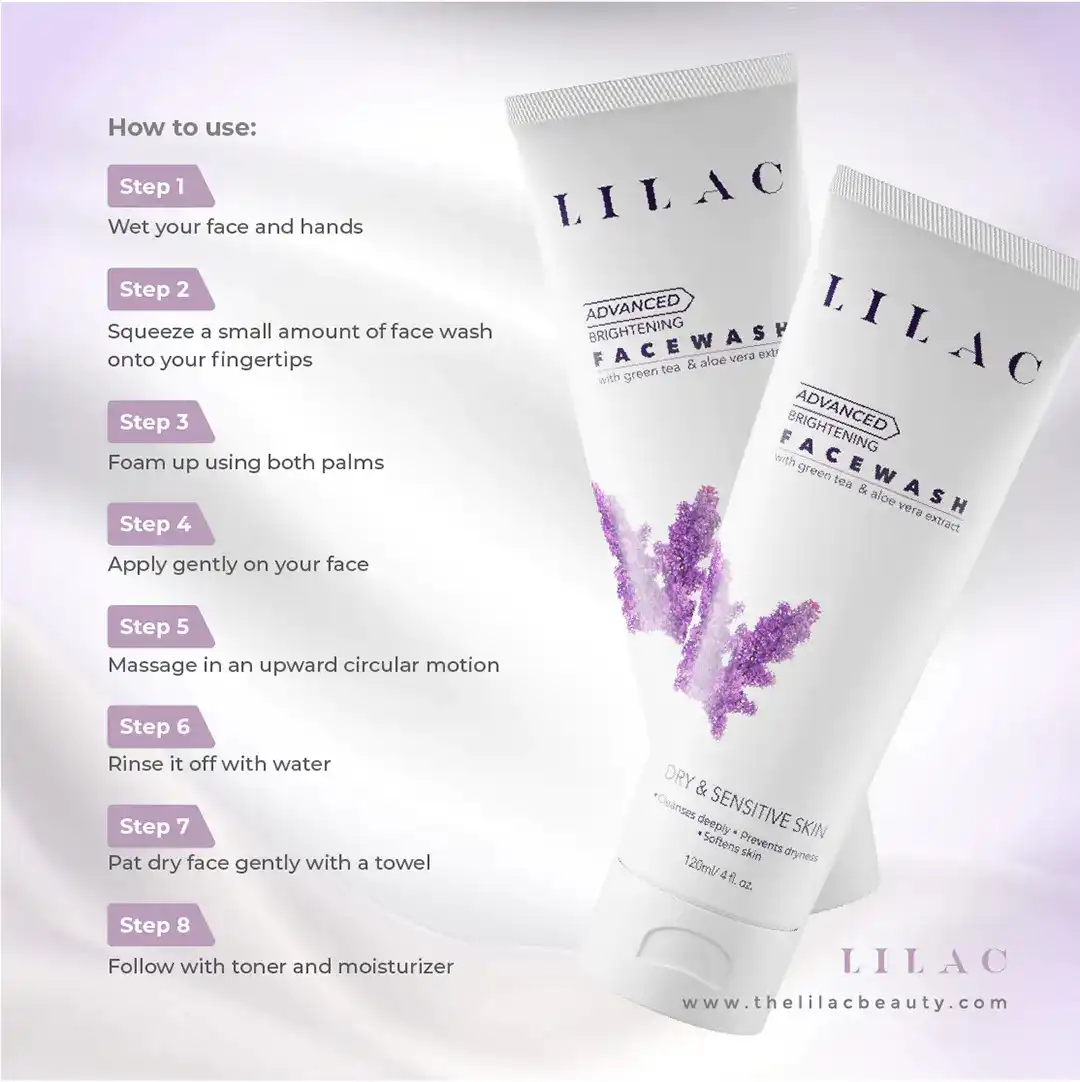 How to use:
Step 1
Wet your face and hands
Step 2
Squeeze a small amount of face wash
onto your fingertips
Step 3
Foam up using both palms
Step 4
Apply gently on your face
Step 5
Massage in an upward circular motion
Step 6
Rinse it off with water
Step 7
Pat dry face gently with a towel
Step 8
Follow with toner and moisturizer
LILAC
ADVANCED
BRIGHTENING
FACEWASH
with green tea & aloe vera extr
LILAC
ADVANCED
BRIGHTENING
FACEWASH
with green tea & aloe vera extract
DRY & SENSITIVE SKIN
• Cleanses deeply • Prevents dryness
• Softens skin
120ml/ 4 fl. oz.
LILAC
www.thelilacbeauty.com